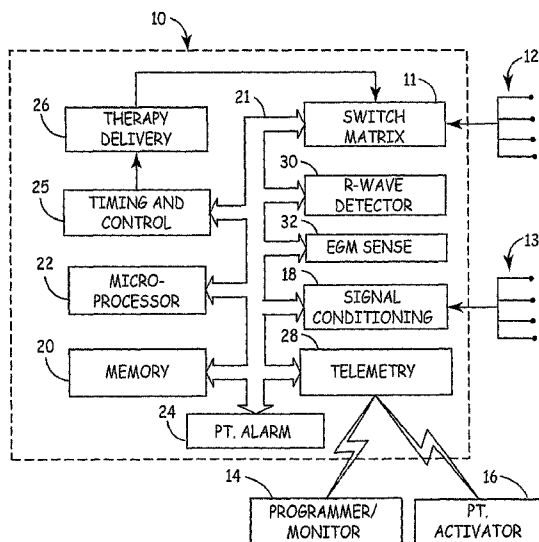 10
12
26
THERAPY
DELIVERY
21
11
SWITCH
MATRIX
30
R-WAVE
DETECTOR
25
TIMING AND
CONTROL
32
EGM SENSE
13
22
MICRO-
PROCESSOR
18
SIGNAL
CONDITIONING
20
MEMORY
28
TELEMETRY
24
PT. ALARM
14
PROGRAMMER/
MONITOR
16
PT.
ACTIVATOR